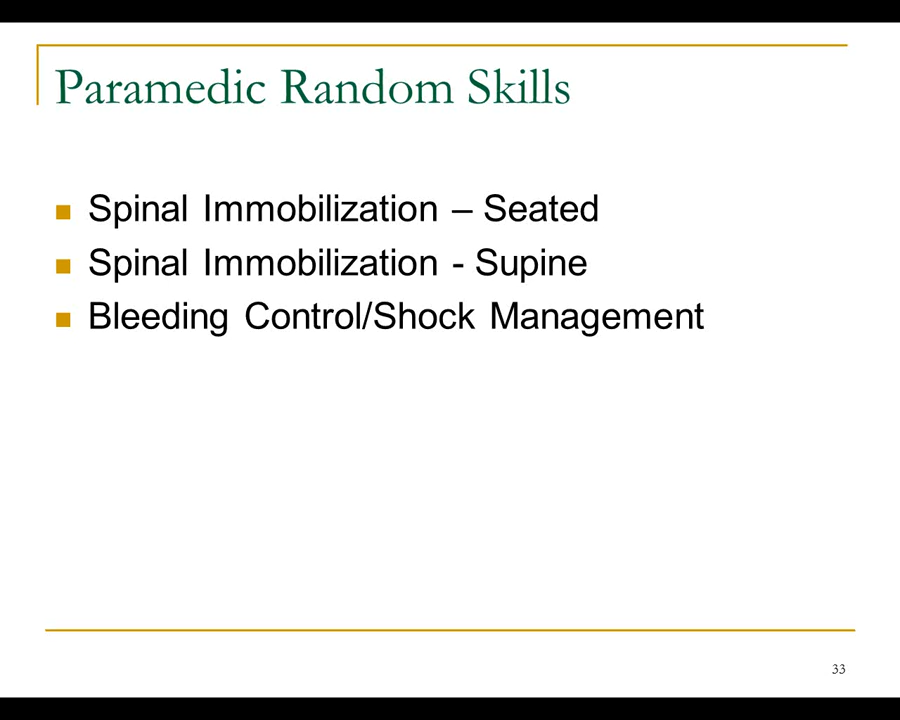 Paramedic Random Skills
Spinal Immobilization – Seated
Spinal Immobilization - Supine
Bleeding Control/Shock Management
33